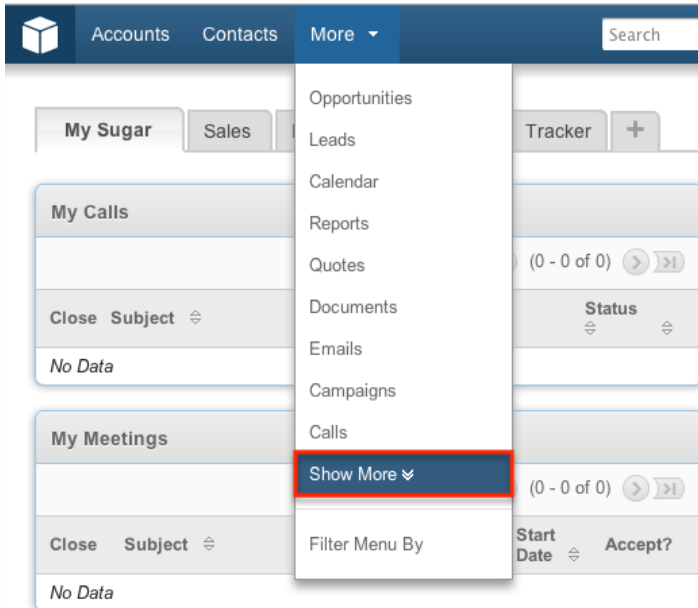 Accounts Contacts More Search
My Sugar Sales Tracker +
Opportunities
Leads
Calendar
Reports
Quotes
Documents
Emails
Campaigns
Calls
Show More
Filter Menu By
My Calls
(0 - 0 of 0)
Close Subject Status
No Data
My Meetings
(0 - 0 of 0)
Close Subject Start Date Accept?
No Data